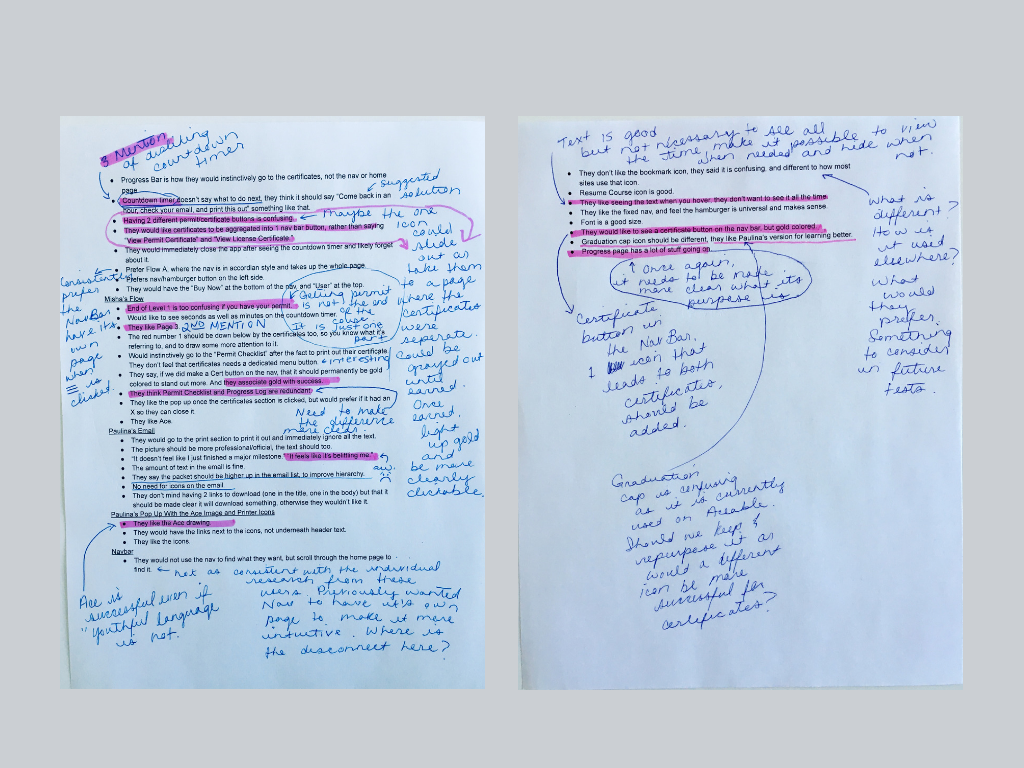 3 Mention
of disliking
countdown
timer
Progress Bar is how they would instinctively go to the certificates, not the nav or home
page.
suggested
solution
Countdown timer doesn't say what to do next, they think it should say "Come back in an
hour, check your email, and print this out" something like that.
Having 2 different permit/certificate buttons is confusing.
They would like certificates to be aggregated into 1 nav bar button, rather than saying
"View Permit Certificate" and "View License Certificate."
They would immediately close the app after seeing the countdown timer and likely forget
about it.
Prefer Flow A, where the nav is in accordian style and takes up the whole page.
Prefers nav/hamburger button on the left side.
They would have the "Buy Now" at the bottom of the nav, and "User" at the top.
Misha's Flow
End of Level 1 is too confusing if you have your permit.
Would like to see seconds as well as minutes on the countdown timer.
They like Page 3. 2ND MENTION
The red number 1 should be down below by the certificates too, so you know what it's
referring to, and to draw some more attention to it.
Would instinctively go to the "Permit Checklist" after the fact to print out their certificate
They don't feel that certificates needs a dedicated menu button. interesting
They say, if we did make a Cert button on the nav, that it should permanently be gold
colored to stand out more. And they associate gold with success.
They think Permit Checklist and Progress Log are redundant
They like the pop up once the certificates section is clicked, but would prefer if it had an
X so they can close it.
They like Ace.
Paulina's Email
They would go to the print section to print it out and immediately ignore all the text.
The picture should be more professional/official, the text should too.
"It doesn't feel like I just finished a major milestone." "It feels like it's belittling me."
The amount of text in the email is fine.
They say the packet should be higher up in the email list, to improve hierarchy.
No need for icons on the email
They don't mind having 2 links to download (one in the title, one in the body) but that it
should be made clear it will download something, otherwise they wouldn't like it.
Paulina's Pop Up With the Ace Image and Printer Icons
They like the Ace drawing
They would have the links next to the icons, not underneath header text.
They like the icons.
Navbar
They would not use the nav to find what they want, but scroll through the home page to
find it.
Consistently
prefers
the
NavBar
have it's
own
page
when
is
clicked.
Getting permit
is not the end
of the
course
It is just one
part
maybe the one
icon
could
slide
out or
take them
to a page
where the
certificates
were
seperate.
could be
grayed out
until
earned.
Once
earned,
light
up gold
and
be more
clearly
clickable.
Need to make
the difference
more clear.
aw.
not as consistent with the individual
research from these
users. Previously wanted
Nav to have it's own
page to make it more
intuitive. Where is
the disconnect here?
Ace is
successful even if
"youthful language"
is not.
Text is good
but not necessary to see all
the time, make it possible to view
when needed and hide when
not.
They don't like the bookmark icon, they said it is confusing, and different to how most
sites use that icon.
Resume Course icon is good.
They like seeing the text when you hover, they don't want to see it all the time.
They like the fixed nav, and feel the hamburger is universal and makes sense.
Font is a good size.
They would like to see a certificate button on the nav bar, but gold colored.
Graduation cap icon should be different, they like Paulina's version for learning better.
Progress page has a lot of stuff going on.
Once again,
it needs to be made
more clear what it's
purpose is
Certificate
button in
the NavBar.
1 icon that
leads to both
certificates,
should be
added.
What is
different?
How is
it used
elsewhere?
What
would
they
prefer.
Something
to consider
in future
tests.
Graduation
cap is confusing
as it is currently
used on Aceable.
Should we keep &
repurpose it as
would a different
icon be more
successful for
certificates?